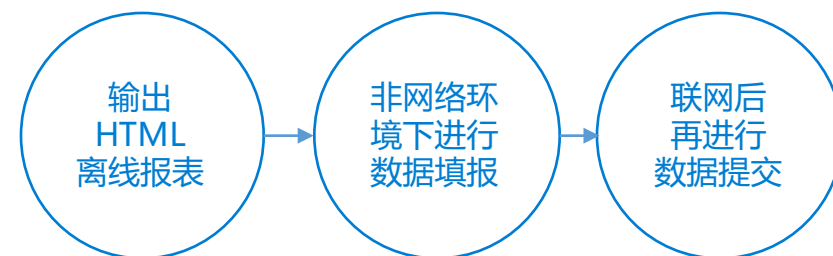 输出
HTML
离线报表
非网络环
境下进行
数据填报
联网后
再进行
数据提交